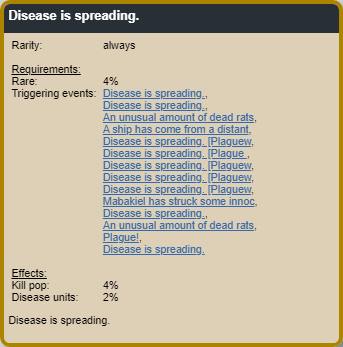 Disease is spreading.
Rarity: always
Requirements:
Rare: 4%
Triggering events: Disease is spreading.,
Disease is spreading.,
An unusual amount of dead rats,
A ship has come from a distant,
Disease is spreading. [Plaguew,
Disease is spreading. [Plague ,
Disease is spreading. [Plaguew,
Disease is spreading. [Plaguew,
Disease is spreading. [Plaguew,
Mabakiel has struck some innoc,
Disease is spreading.,
An unusual amount of dead rats,
Plague!,
Disease is spreading.
Effects:
Kill pop: 4%
Disease units: 2%
Disease is spreading.